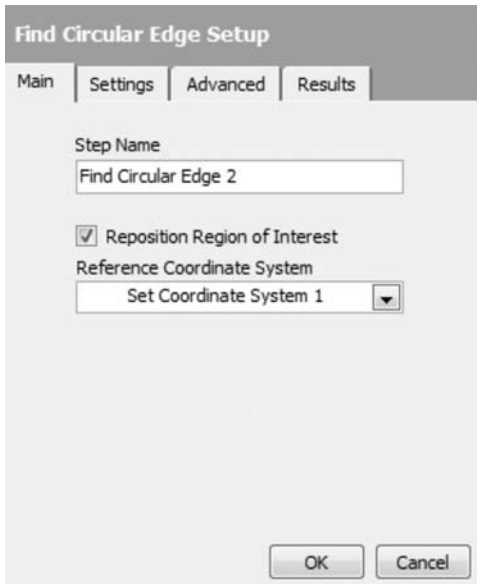 Find Circular Edge Setup
Main Settings Advanced Results
Step Name
Find Circular Edge 2
Reposition Region of Interest
Reference Coordinate System
Set Coordinate System 1
OK Cancel